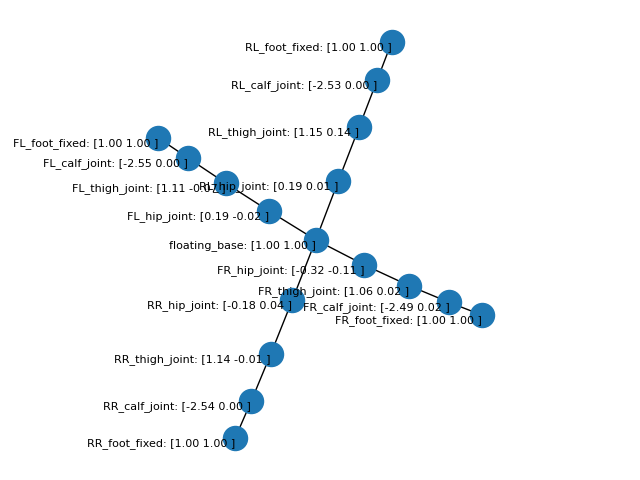 RL_foot_fixed: [1.00 1.00 ]
RL_calf_joint: [-2.53 0.00 ]
RL_thigh_joint: [1.15 0.14 ]
FL_foot_fixed: [1.00 1.00 ]
FL_calf_joint: [-2.55 0.00 ]
FL_thigh_joint: [1.11 ]
RL_hip_joint: [0.19 0.01 ]
FL_hip_joint: [0.19 -0.02 ]
floating_base: [1.00 1.00 ]
FR_hip_joint: [-0.32 -0.11 ]
FR_thigh_joint: [1.06 0.02 ]
RR_hip_joint: [-0.18 0.04 ]
FR_calf_joint: [-2.49 0.02 ]
FR_foot_fixed: [1.00 1.00 ]
RR_thigh_joint: [1.14 -0.01 ]
RR_calf_joint: [-2.54 0.00 ]
RR_foot_fixed: [1.00 1.00 ]